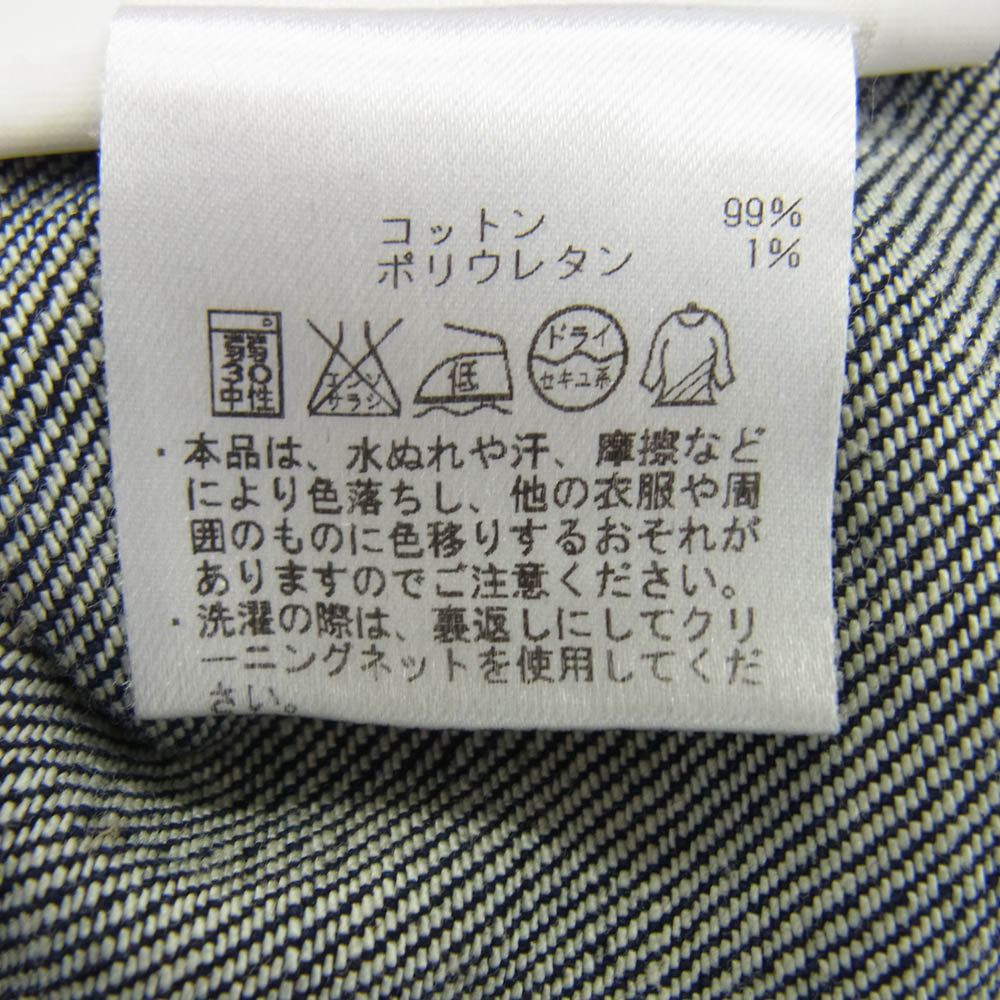 コットン 99%
ポリウレタン 1%
弱
30
中性
エンソ
サラシ
低
ドライ
セキユ系
・本品は、水ぬれや汗、摩擦など
により色落ちし、他の衣服や周
囲のものに色移りするおそれが
ありますのでご注意ください。
・洗濯の際は、裏返しにしてクリ
ーニングネットを使用してくだ
さい。